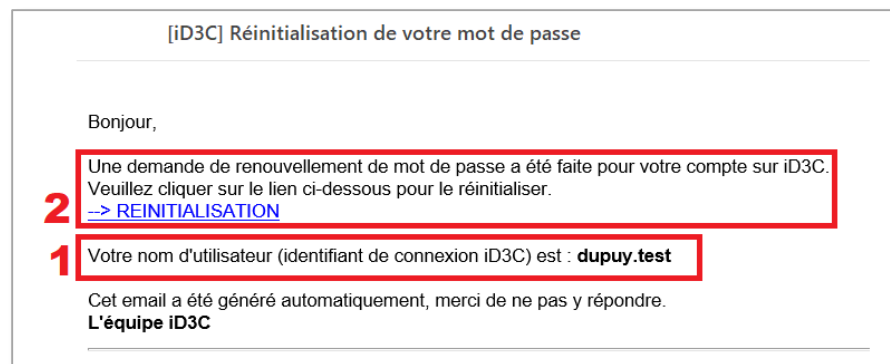 [iD3C] Réinitialisation de votre mot de passe
Bonjour,
Une demande de renouvellement de mot de passe a été faite pour votre compte sur iD3C.
Veuillez cliquer sur le lien ci-dessous pour le réinitialiser.
2 --> REINITIALISATION
1 Votre nom d'utilisateur (identifiant de connexion iD3C) est : dupuy.test
Cet email a été généré automatiquement, merci de ne pas y répondre.
L'équipe iD3C